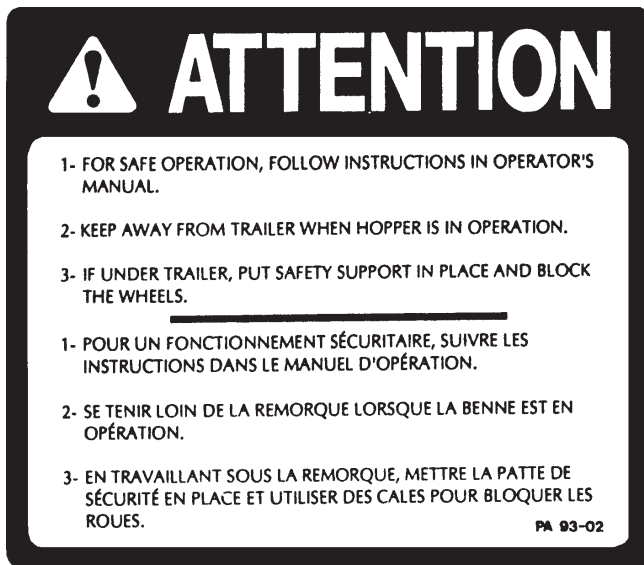 ATTENTION
1- FOR SAFE OPERATION, FOLLOW INSTRUCTIONS IN OPERATOR'S
MANUAL.
2- KEEP AWAY FROM TRAILER WHEN HOPPER IS IN OPERATION.
3- IF UNDER TRAILER, PUT SAFETY SUPPORT IN PLACE AND BLOCK
THE WHEELS.
1- POUR UN FONCTIONNEMENT SÉCURITAIRE, SUIVRE LES
INSTRUCTIONS DANS LE MANUEL D'OPÉRATION.
2- SE TENIR LOIN DE LA REMORQUE LORSQUE LA BENNE EST EN
OPÉRATION.
3- EN TRAVAILLANT SOUS LA REMORQUE, METTRE LA PATTE DE
SÉCURITÉ EN PLACE ET UTILISER DES CALES POUR BLOQUER LES
ROUES.
PA 93-02